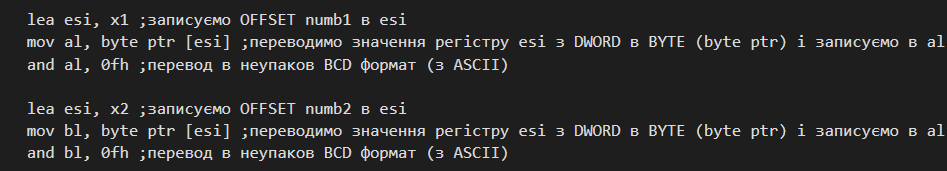 lea esi, x1 ;записуємо OFFSET numb1 в esi
mov al, byte ptr [esi] ;переводимо значення регістру esi з DWORD в BYTE (byte ptr) і записуємо в al
and al, 0fh ;перевод в неупаков BCD формат (з ASCII)
lea esi, x2 ;записуємо OFFSET numb2 в esi
mov bl, byte ptr [esi] ;переводимо значення регістру esi з DWORD в BYTE (byte ptr) і записуємо в al
and bl, 0fh ;перевод в неупаков BCD формат (з ASCII)